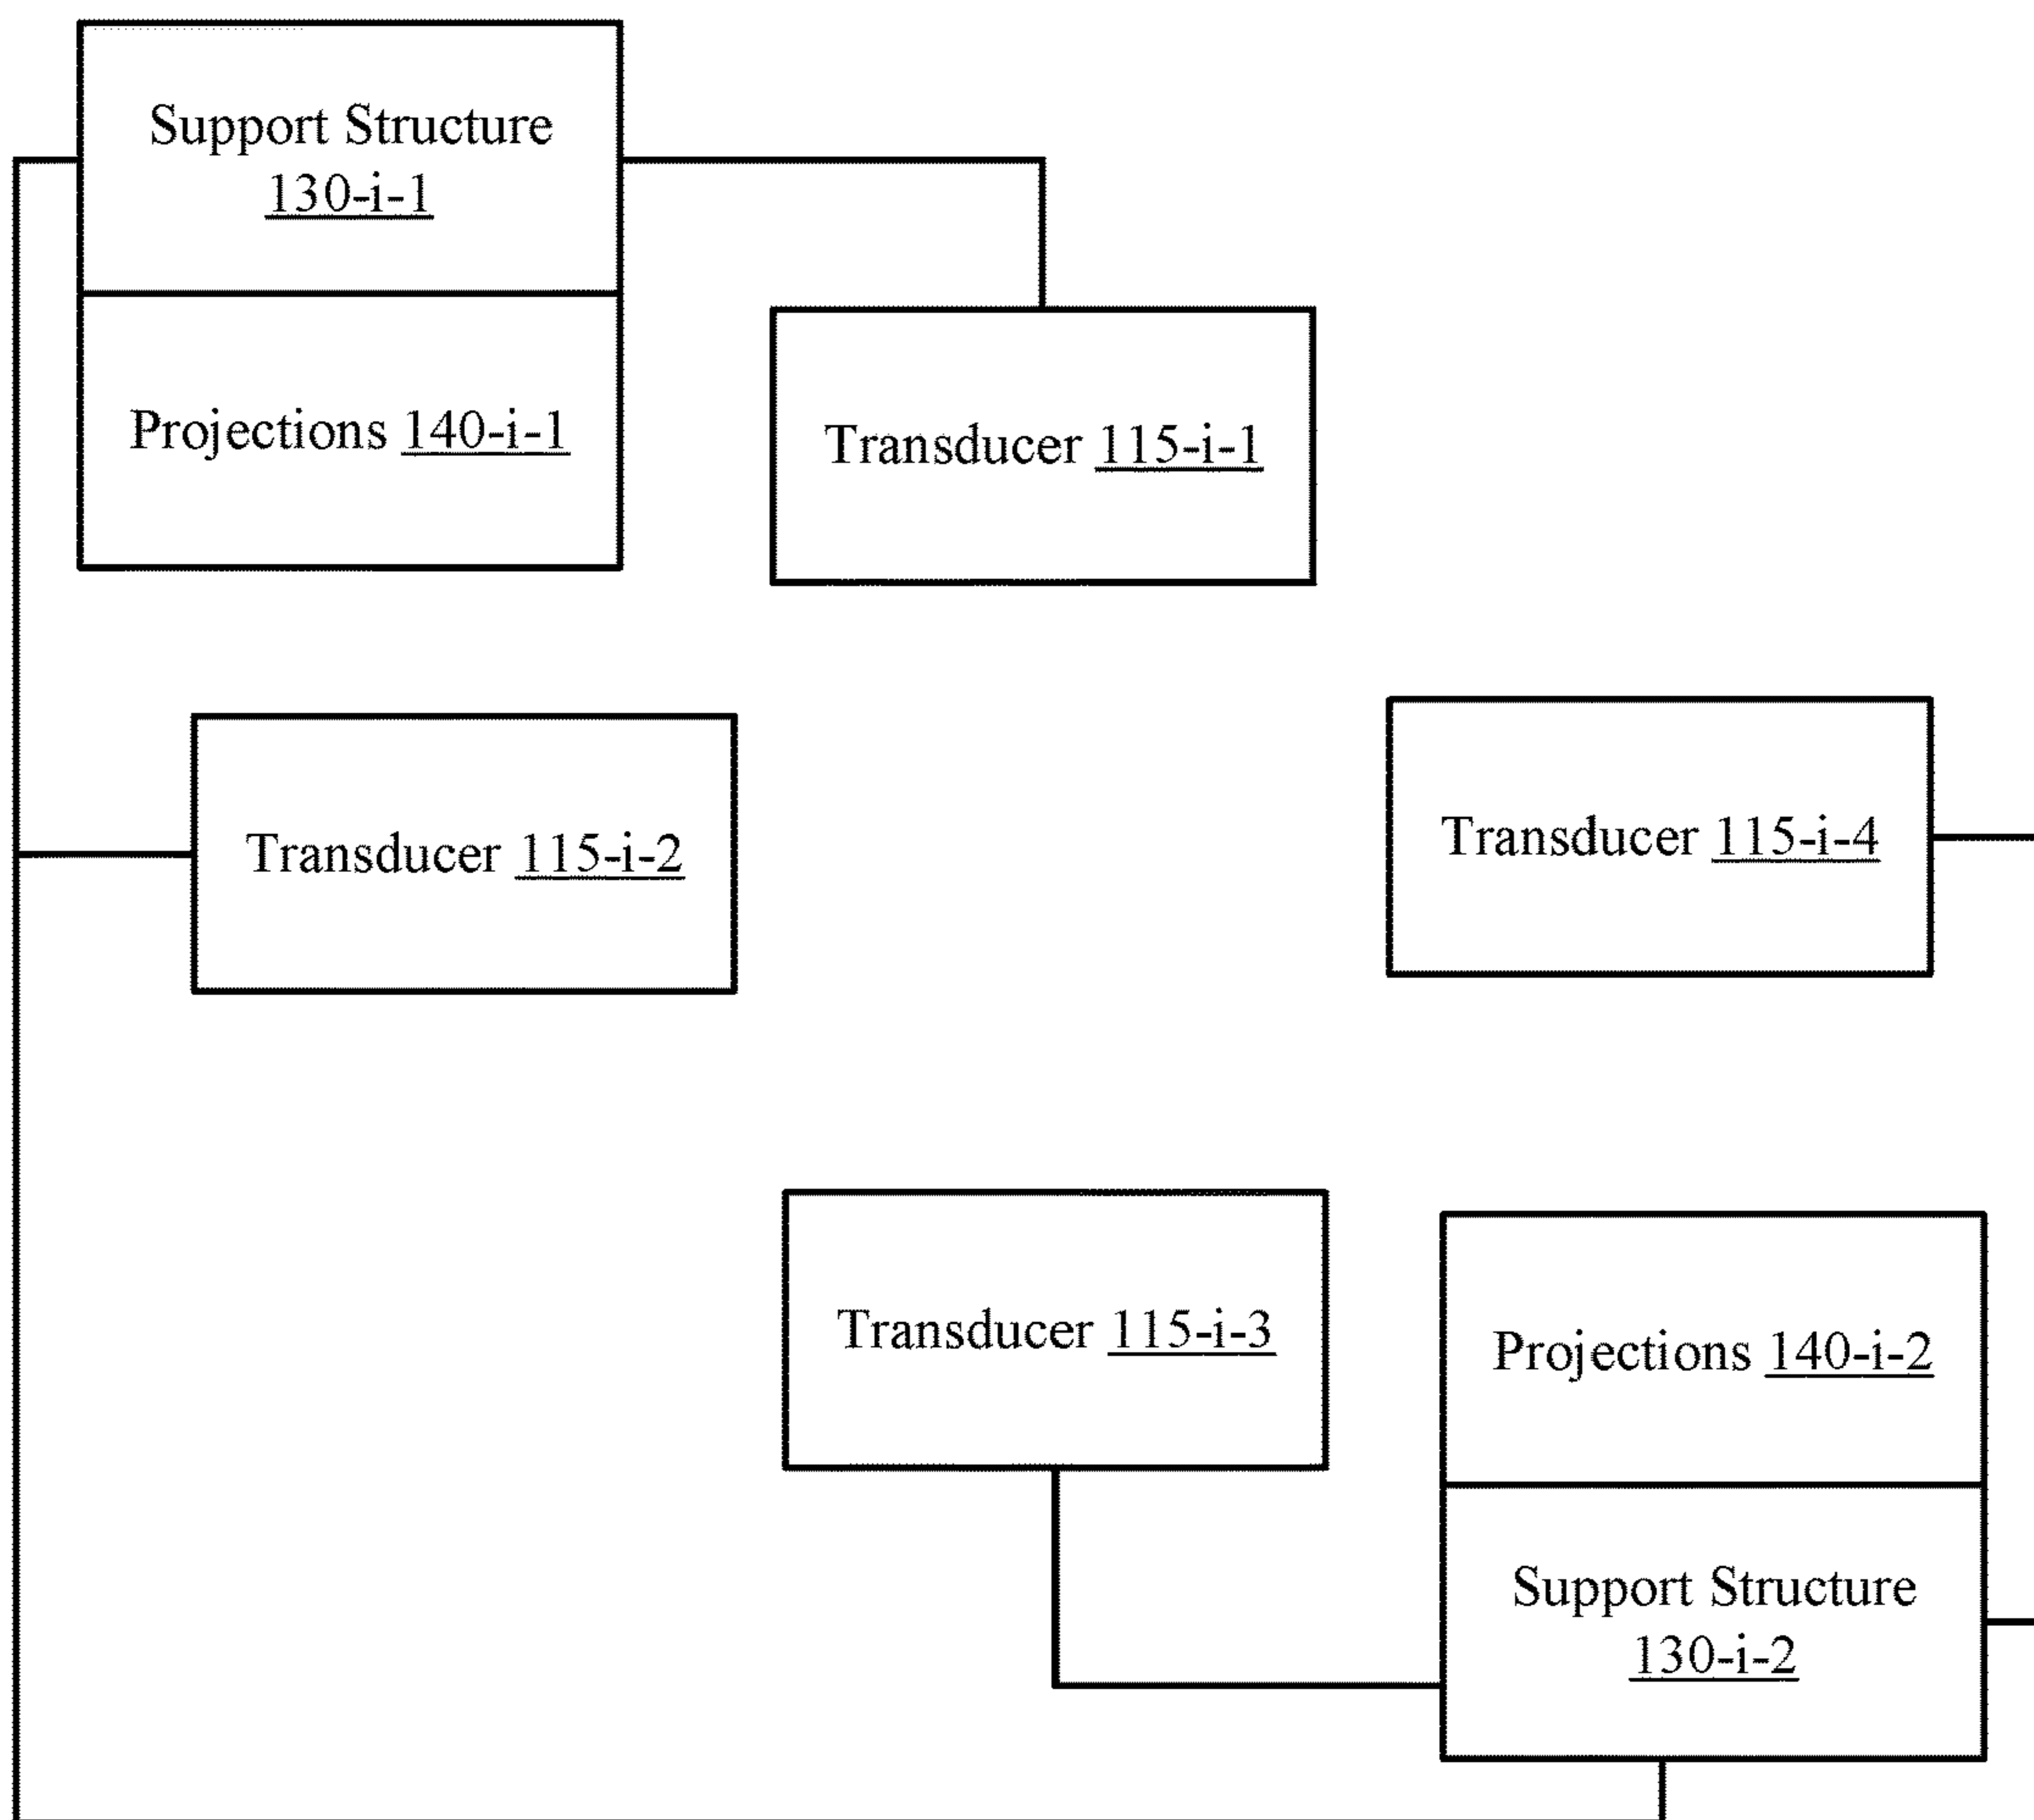 Support Structure
130-i-1
Projections 140-i-1
Transducer 115-i-1
Transducer 115-i-2
Transducer 115-i-4
Transducer 115-i-3
Projections 140-i-2
Support Structure
130-i-2